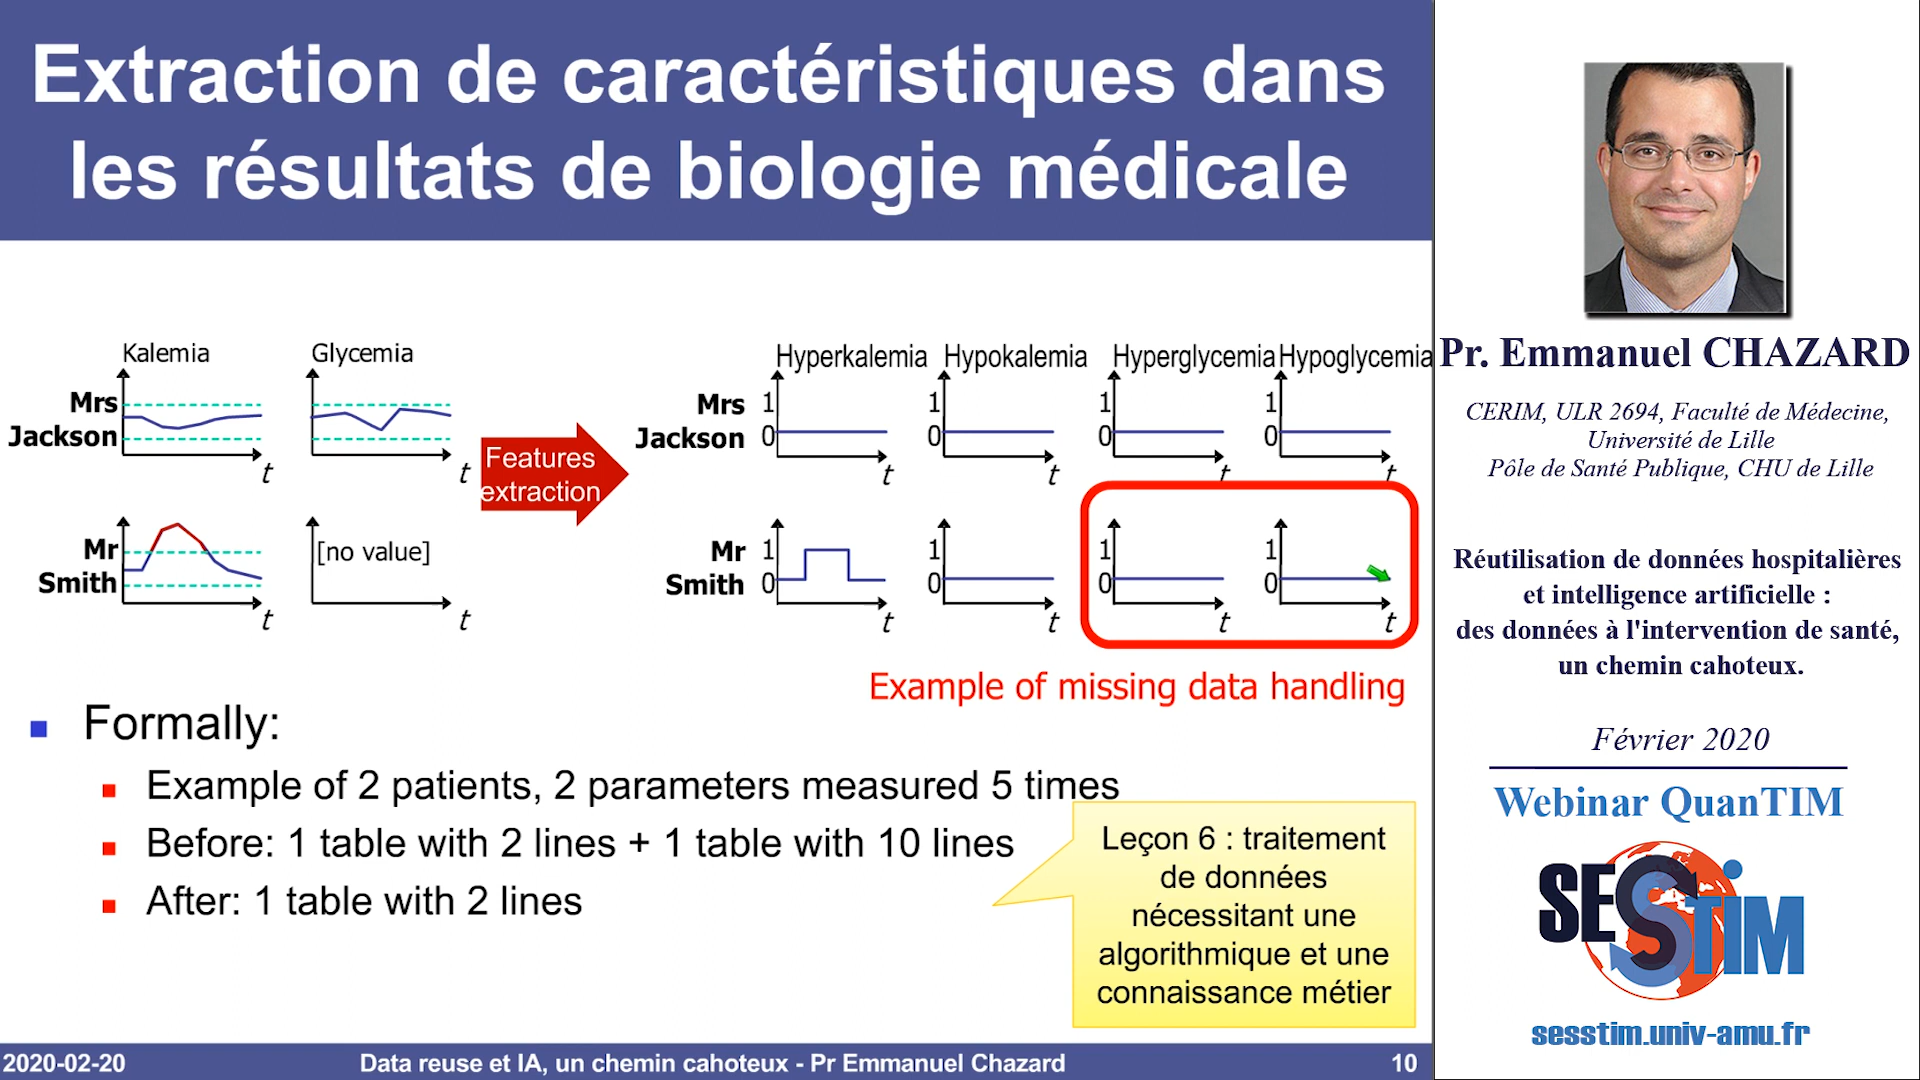 Extraction de caractéristiques dans
les résultats de biologie médicale
Kalemia
Glycemia
Mrs
Jackson
t
t
Mr
Smith
[no value]
t
t
Features
extraction
Hyperkalemia
Hypokalemia
Hyperglycemia
Hypoglycemia
Mrs
Jackson
1
0
t
1
0
t
1
0
t
1
0
t
Mr
Smith
1
0
t
1
0
t
1
0
t
1
0
t
Example of missing data handling
Formally:
Example of 2 patients, 2 parameters measured 5 times
Before: 1 table with 2 lines + 1 table with 10 lines
After: 1 table with 2 lines
Leçon 6 : traitement
de données
nécessitant une
algorithmique et une
connaissance métier
2020-02-20
Data reuse et IA, un chemin cahoteux - Pr Emmanuel Chazard
10
Pr. Emmanuel CHAZARD
CERIM, ULR 2694, Faculté de Médecine,
Université de Lille
Pôle de Santé Publique, CHU de Lille
Réutilisation de données hospitalières
et intelligence artificielle :
des données à l'intervention de santé,
un chemin cahoteux.
Février 2020
Webinar QuanTIM
SESSTIM
sesstim.univ-amu.fr